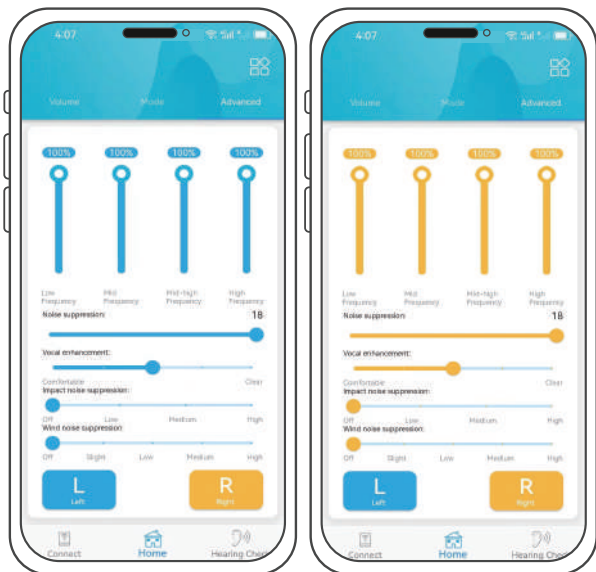 4:07
Volume Mode Advanced
100% 100% 100% 100%
Low Frequency Mid Frequency Mid-high Frequency High Frequency
Noise suppression: 18
Vocal enhancement:
Comfortable Clear
Impact noise suppression:
Off Low Medium High
Wind noise suppression:
Off Slight Low Medium High
L R
Left Right
Connect Home Hearing Check
4:07
Volume Mode Advanced
100% 100% 100% 100%
Low Frequency Mid Frequency Mid-high Frequency High Frequency
Noise suppression: 18
Vocal enhancement:
Comfortable Clear
Impact noise suppression:
Off Low Medium High
Wind noise suppression:
Off Slight Low Medium High
L R
Left Right
Connect Home Hearing Check